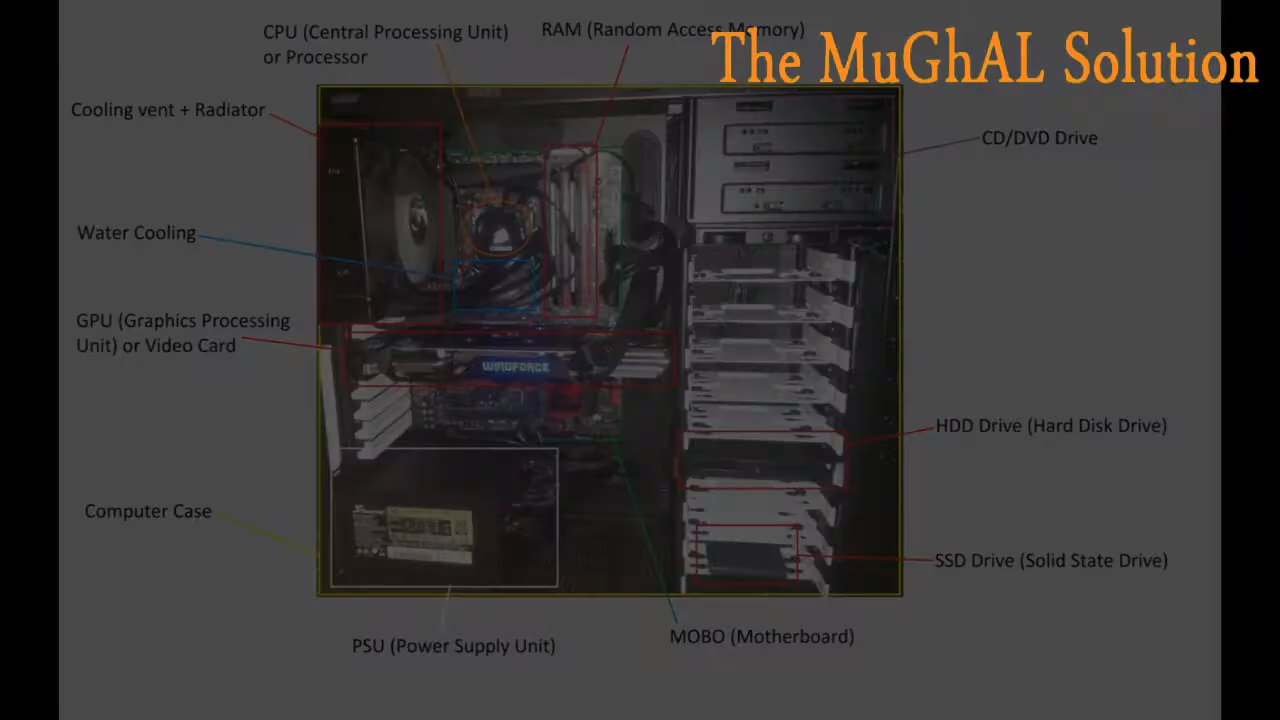 CPU (Central Processing Unit)
or Processor
RAM (Random Access Memory)
The MuGhAL Solution
Cooling vent + Radiator
CD/DVD Drive
Water Cooling
GPU (Graphics Processing
Unit) or Video Card
WINDFORCE
HDD Drive (Hard Disk Drive)
Computer Case
SSD Drive (Solid State Drive)
PSU (Power Supply Unit)
MOBO (Motherboard)